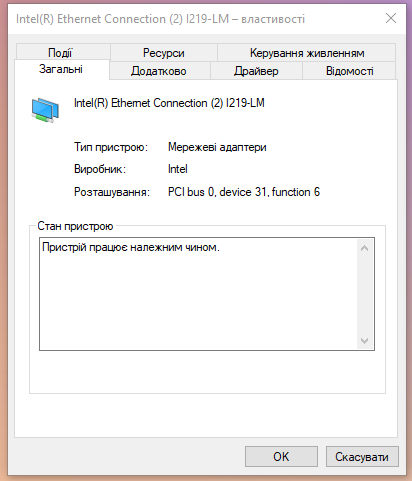 Intel(R) Ethernet Connection (2) I219-LM – властивості
Події Ресурси Керування живленням
Загальні Додатково Драйвер Відомості
Intel(R) Ethernet Connection (2) I219-LM
Тип пристрою: Мережеві адаптери
Виробник: Intel
Розташування: PCI bus 0, device 31, function 6
Стан пристрою
Пристрій працює належним чином.
OK Скасувати